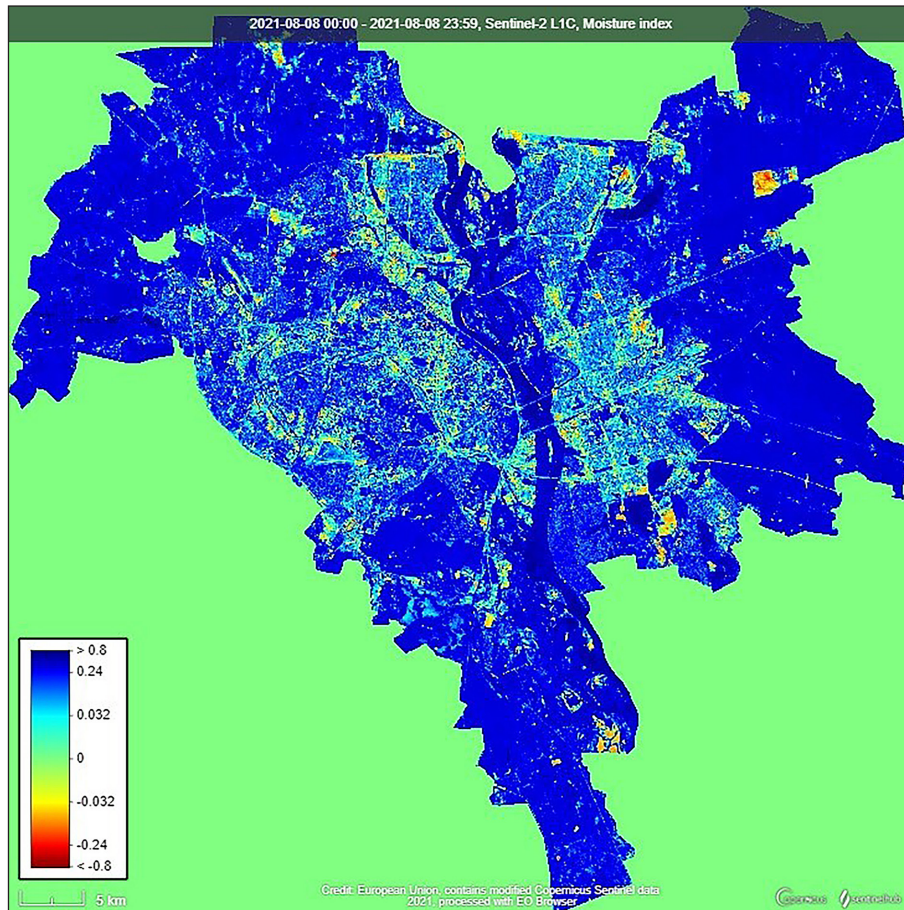 2021-08-08 00:00 - 2021-08-08 23:59, Sentinel-2 L1C, Moisture index
> 0.8
0.24
0.032
0
-0.032
-0.24
< -0.8
5 km
Credit: European Union, contains modified Copernicus Sentinel data
2021, processed with EO Browser
opernicus
sentinelhub